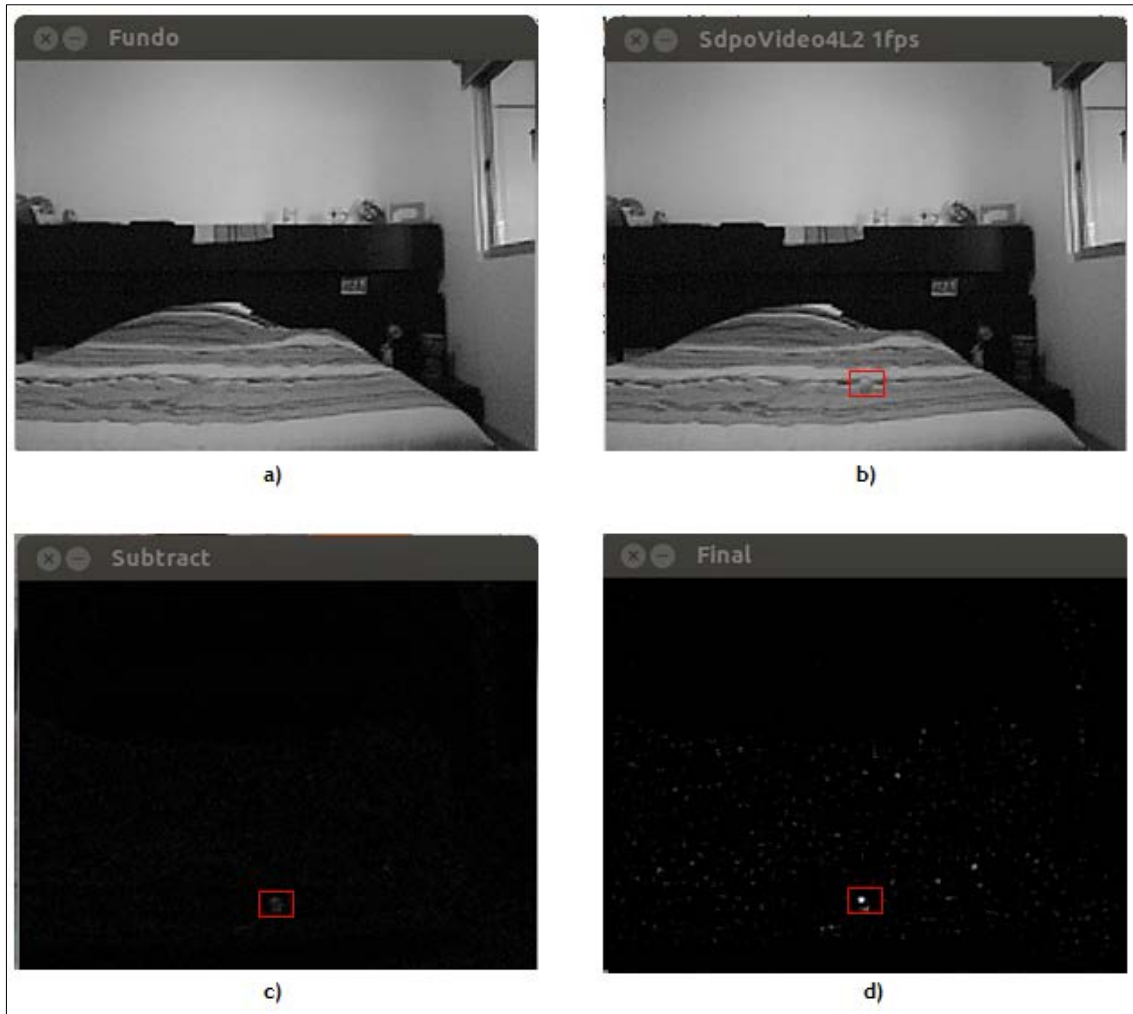 Fundo
SdpoVideo4L2 1fps
a)
b)
Subtract
Final
c)
d)